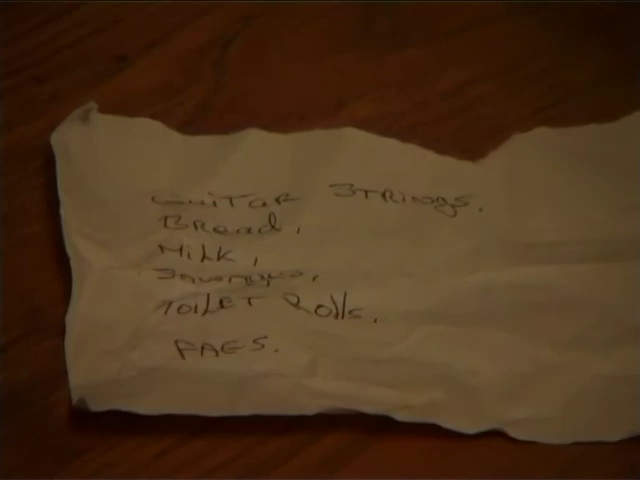 GUITAR STRINGS.
Bread,
MILK,
TOILET Rolls.
FAGS.